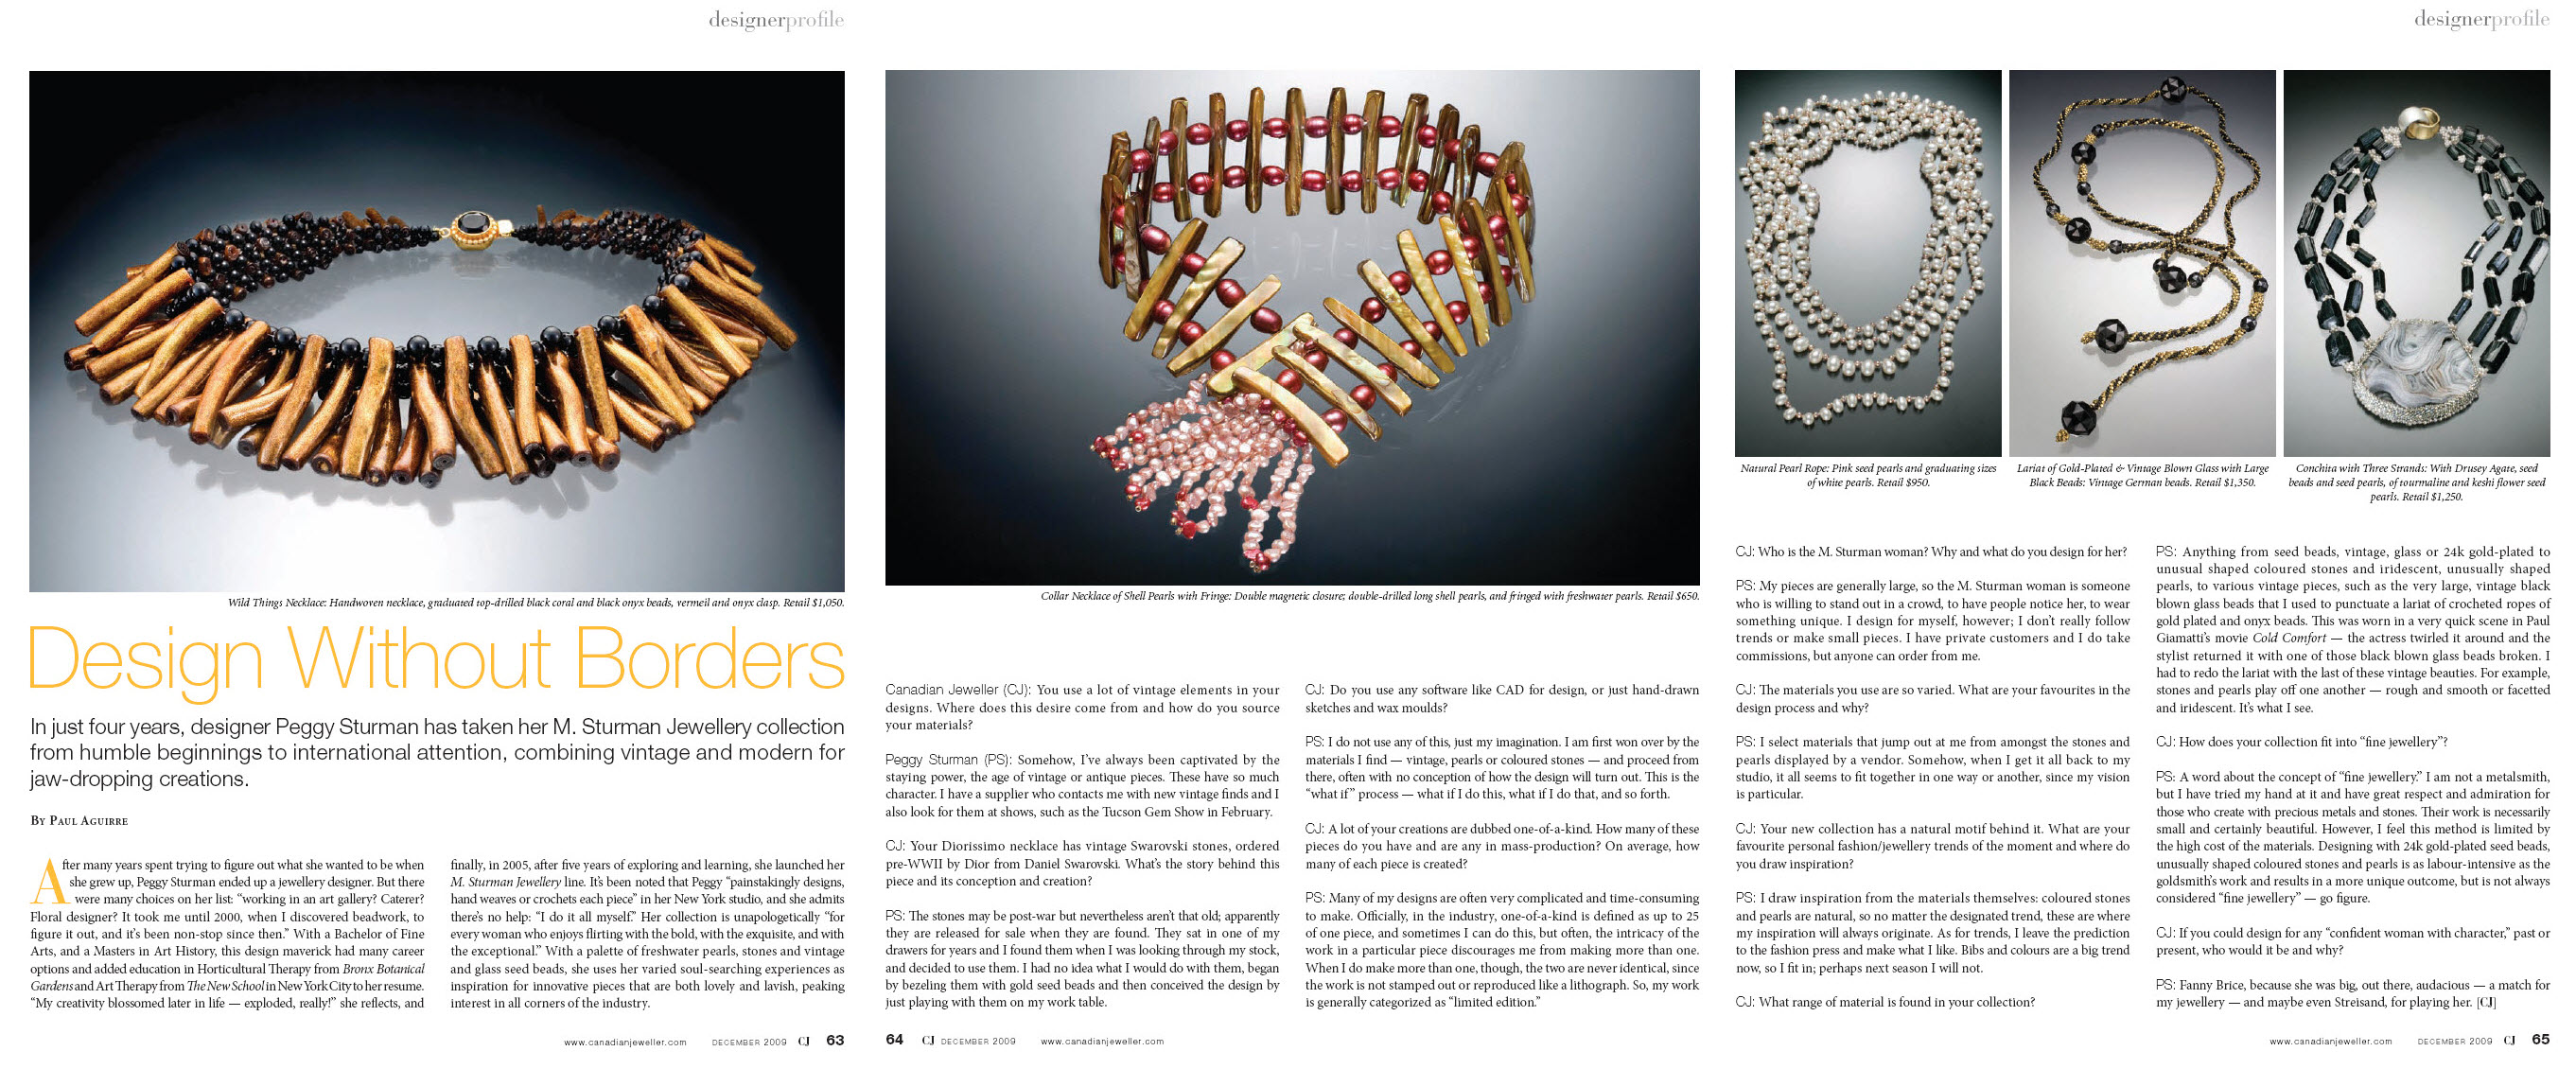 designerprofile
Wild Things Necklace: Handwoven necklace, graduated top-drilled black coral and black onyx beads, vermeil and onyx clasp. Retail $1,050.
Design Without Borders
In just four years, designer Peggy Sturman has taken her M. Sturman Jewellery collection
from humble beginnings to international attention, combining vintage and modern for
jaw-dropping creations.
By Paul Aguirre
After many years spent trying to figure out what she wanted to be when
she grew up, Peggy Sturman ended up a jewellery designer. But there
were many choices on her list: “working in an art gallery? Caterer?
Floral designer? It took me until 2000, when I discovered beadwork, to
figure it out, and it’s been non-stop since then.” With a Bachelor of Fine
Arts, and a Masters in Art History, this design maverick had many career
options and added education in Horticultural Therapy from Bronx Botanical
Gardens and Art Therapy from The New School in New York City to her resume.
“My creativity blossomed later in life — exploded, really!” she reflects, and
finally, in 2005, after five years of exploring and learning, she launched her
M. Sturman Jewellery line. It’s been noted that Peggy “painstakingly designs,
hand weaves or crochets each piece” in her New York studio, and she admits
there’s no help: “I do it all myself.” Her collection is unapologetically “for
every woman who enjoys flirting with the bold, with the exquisite, and with
the exceptional.” With a palette of freshwater pearls, stones and vintage
and glass seed beads, she uses her varied soul-searching experiences as
inspiration for innovative pieces that are both lovely and lavish, peaking
interest in all corners of the industry.
www.canadianjeweller.com DECEMBER 2009 CJ 63
Collar Necklace of Shell Pearls with Fringe: Double magnetic closure; double-drilled long shell pearls, and fringed with freshwater pearls. Retail $650.
Canadian Jeweller (CJ): You use a lot of vintage elements in your
designs. Where does this desire come from and how do you source
your materials?
Peggy Sturman (PS): Somehow, I’ve always been captivated by the
staying power, the age of vintage or antique pieces. These have so much
character. I have a supplier who contacts me with new vintage finds and I
also look for them at shows, such as the Tucson Gem Show in February.
CJ: Your Diorissimo necklace has vintage Swarovski stones, ordered
pre-WWII by Dior from Daniel Swarovski. What’s the story behind this
piece and its conception and creation?
PS: The stones may be post-war but nevertheless aren’t that old; apparently
they are released for sale when they are found. They sat in one of my
drawers for years and I found them when I was looking through my stock,
and decided to use them. I had no idea what I would do with them, began
by bezeling them with gold seed beads and then conceived the design by
just playing with them on my work table.
CJ: Do you use any software like CAD for design, or just hand-drawn
sketches and wax moulds?
PS: I do not use any of this, just my imagination. I am first won over by the
materials I find — vintage, pearls or coloured stones — and proceed from
there, often with no conception of how the design will turn out. This is the
“what if” process — what if I do this, what if I do that, and so forth.
CJ: A lot of your creations are dubbed one-of-a-kind. How many of these
pieces do you have and are any in mass-production? On average, how
many of each piece is created?
PS: Many of my designs are often very complicated and time-consuming
to make. Officially, in the industry, one-of-a-kind is defined as up to 25
of one piece, and sometimes I can do this, but often, the intricacy of the
work in a particular piece discourages me from making more than one.
When I do make more than one, though, the two are never identical, since
the work is not stamped out or reproduced like a lithograph. So, my work
is generally categorized as “limited edition.”
64 CJ DECEMBER 2009 www.canadianjeweller.com
designerprofile
Natural Pearl Rope: Pink seed pearls and graduating sizes
of white pearls. Retail $950.
Lariat of Gold-Plated & Vintage Blown Glass with Large
Black Beads: Vintage German beads. Retail $1,350.
Conchita with Three Strands: With Drusey Agate, seed
beads and seed pearls, of tourmaline and keshi flower seed
pearls. Retail $1,250.
CJ: Who is the M. Sturman woman? Why and what do you design for her?
PS: My pieces are generally large, so the M. Sturman woman is someone
who is willing to stand out in a crowd, to have people notice her, to wear
something unique. I design for myself, however; I don’t really follow
trends or make small pieces. I have private customers and I do take
commissions, but anyone can order from me.
CJ: The materials you use are so varied. What are your favourites in the
design process and why?
PS: I select materials that jump out at me from amongst the stones and
pearls displayed by a vendor. Somehow, when I get it all back to my
studio, it all seems to fit together in one way or another, since my vision
is particular.
CJ: Your new collection has a natural motif behind it. What are your
favourite personal fashion/jewellery trends of the moment and where do
you draw inspiration?
PS: I draw inspiration from the materials themselves: coloured stones
and pearls are natural, so no matter the designated trend, these are where
my inspiration will always originate. As for trends, I leave the prediction
to the fashion press and make what I like. Bibs and colours are a big trend
now, so I fit in; perhaps next season I will not.
CJ: What range of material is found in your collection?
PS: Anything from seed beads, vintage, glass or 24k gold-plated to
unusual shaped coloured stones and iridescent, unusually shaped
pearls, to various vintage pieces, such as the very large, vintage black
blown glass beads that I used to punctuate a lariat of crocheted ropes of
gold plated and onyx beads. This was worn in a very quick scene in Paul
Giamatti’s movie Cold Comfort — the actress twirled it around and the
stylist returned it with one of those black blown glass beads broken. I
had to redo the lariat with the last of these vintage beauties. For example,
stones and pearls play off one another — rough and smooth or facetted
and iridescent. It’s what I see.
CJ: How does your collection fit into “fine jewellery”?
PS: A word about the concept of “fine jewellery.” I am not a metalsmith,
but I have tried my hand at it and have great respect and admiration for
those who create with precious metals and stones. Their work is necessarily
small and certainly beautiful. However, I feel this method is limited by
the high cost of the materials. Designing with 24k gold-plated seed beads,
unusually shaped coloured stones and pearls is as labour-intensive as the
goldsmith’s work and results in a more unique outcome, but is not always
considered “fine jewellery” — go figure.
CJ: If you could design for any “confident woman with character,” past or
present, who would it be and why?
PS: Fanny Brice, because she was big, out there, audacious — a match for
my jewellery — and maybe even Streisand, for playing her. [CJ]
www.canadianjeweller.com DECEMBER 2009 CJ 65